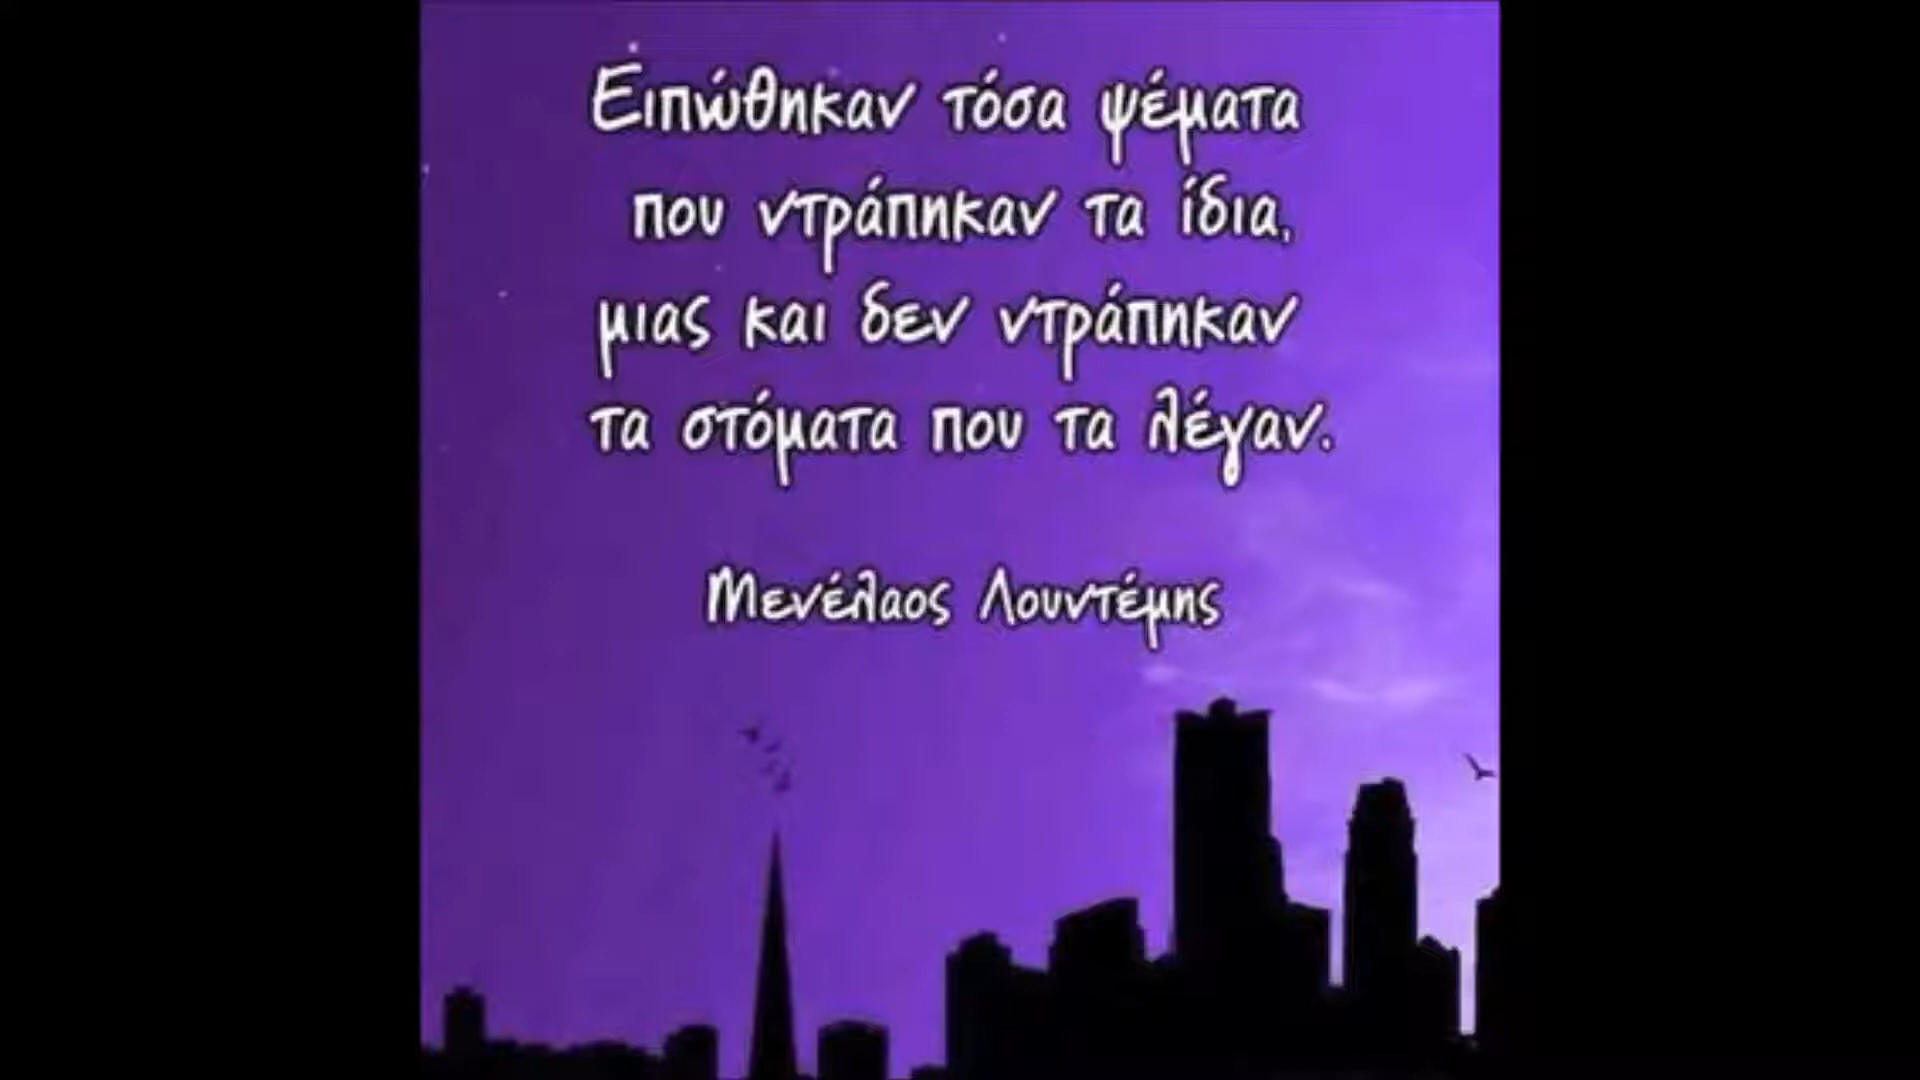 Ειπώθηκαν τόσα ψέματα
που ντράπηκαν τα ίδια,
μιας και δεν ντράπηκαν
τα στόματα που τα λέγαν.
Μενέλαος Λουντέμης